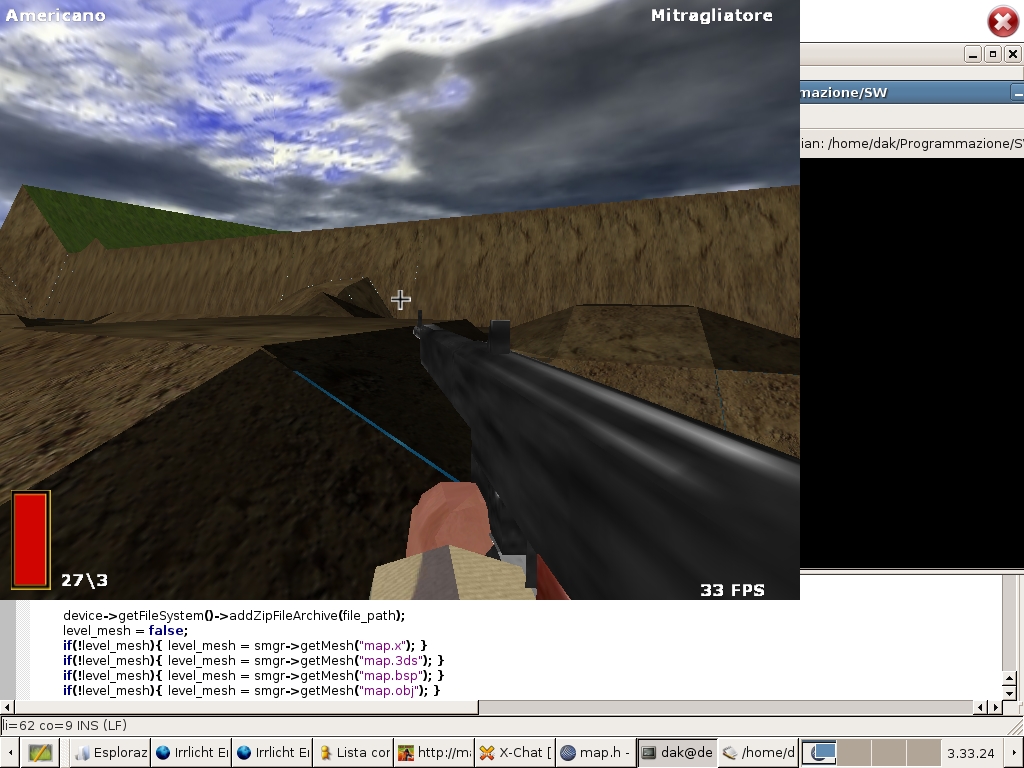 Americano
Mitragliatore
mazione/SW
ian: /home/dak/Programmazione/S
27\3
33 FPS
device->getFileSystem()->addZipFileArchive(file_path);
level_mesh = false;
if(!level_mesh){ level_mesh = smgr->getMesh("map.x"); }
if(!level_mesh){ level_mesh = smgr->getMesh("map.3ds"); }
if(!level_mesh){ level_mesh = smgr->getMesh("map.bsp"); }
if(!level_mesh){ level_mesh = smgr->getMesh("map.obj"); }
li=62 co=9 INS (LF)
Esploraz
Irrlicht E
Irrlicht E
Lista cor
http://m
X-Chat [
map.h -
dak@de
/home/d
3.33.24